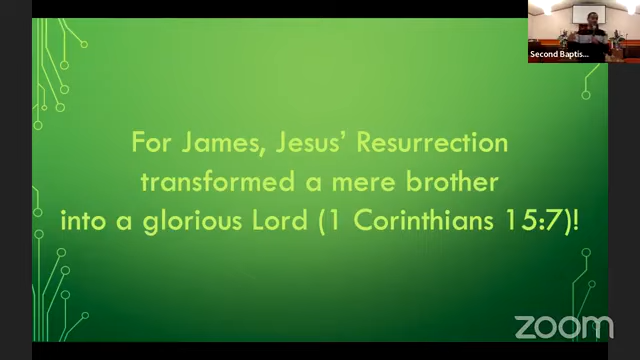 Second Baptis...
For James, Jesus’ Resurrection
transformed a mere brother
into a glorious Lord (1 Corinthians 15:7)!
zoom